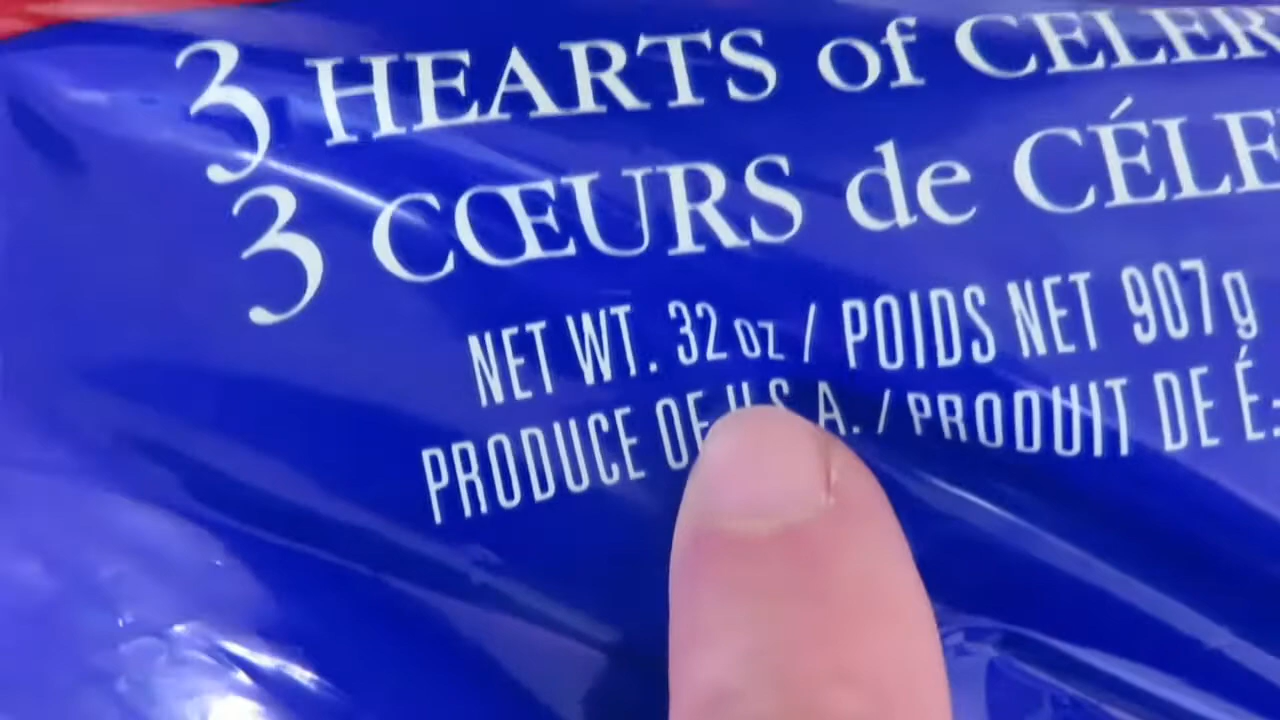 3 HEARTS of CELER
3 CŒURS de CÉLE
NET WT. 32 oz / POIDS NET 907g
PRODUCE OF U.S.A. / PRODUIT DE É.-